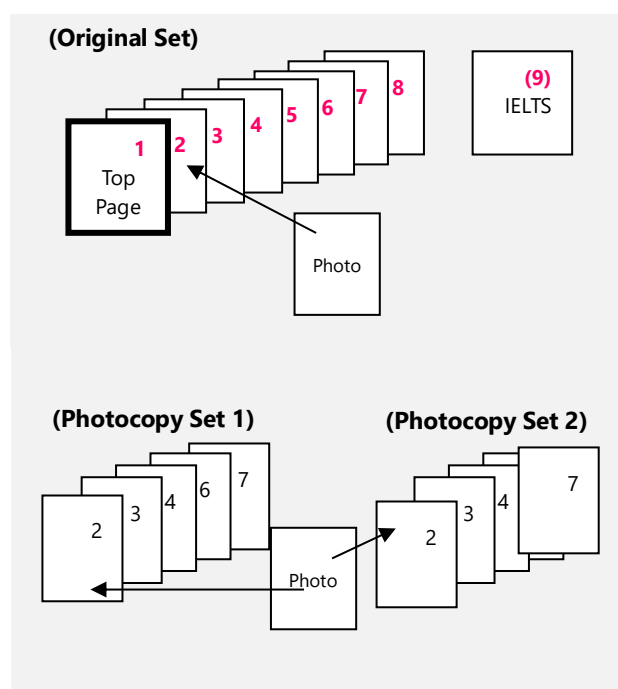 (Original Set)
1
Top
Page
2
3
4
5
6
7
8
(9)
IELTS
Photo
(Photocopy Set 1)
2
3
4
6
7
Photo
(Photocopy Set 2)
2
3
4
7